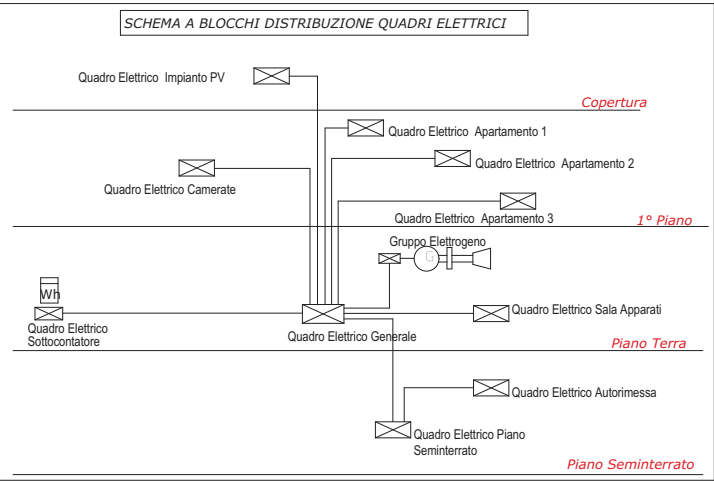 SCHEMA A BLOCCHI DISTRIBUZIONE QUADRI ELETTRICI
Quadro Elettrico Impianto PV
Copertura
Quadro Elettrico Apartamento 1
Quadro Elettrico Apartamento 2
Quadro Elettrico Camerate
Quadro Elettrico Apartamento 3
1° Piano
Gruppo Elettrogeno
G
Wh
Quadro Elettrico Sala Apparati
Quadro Elettrico
Sottocontatore
Quadro Elettrico Generale
Piano Terra
Quadro Elettrico Autorimessa
Quadro Elettrico Piano
Seminterrato
Piano Seminterrato